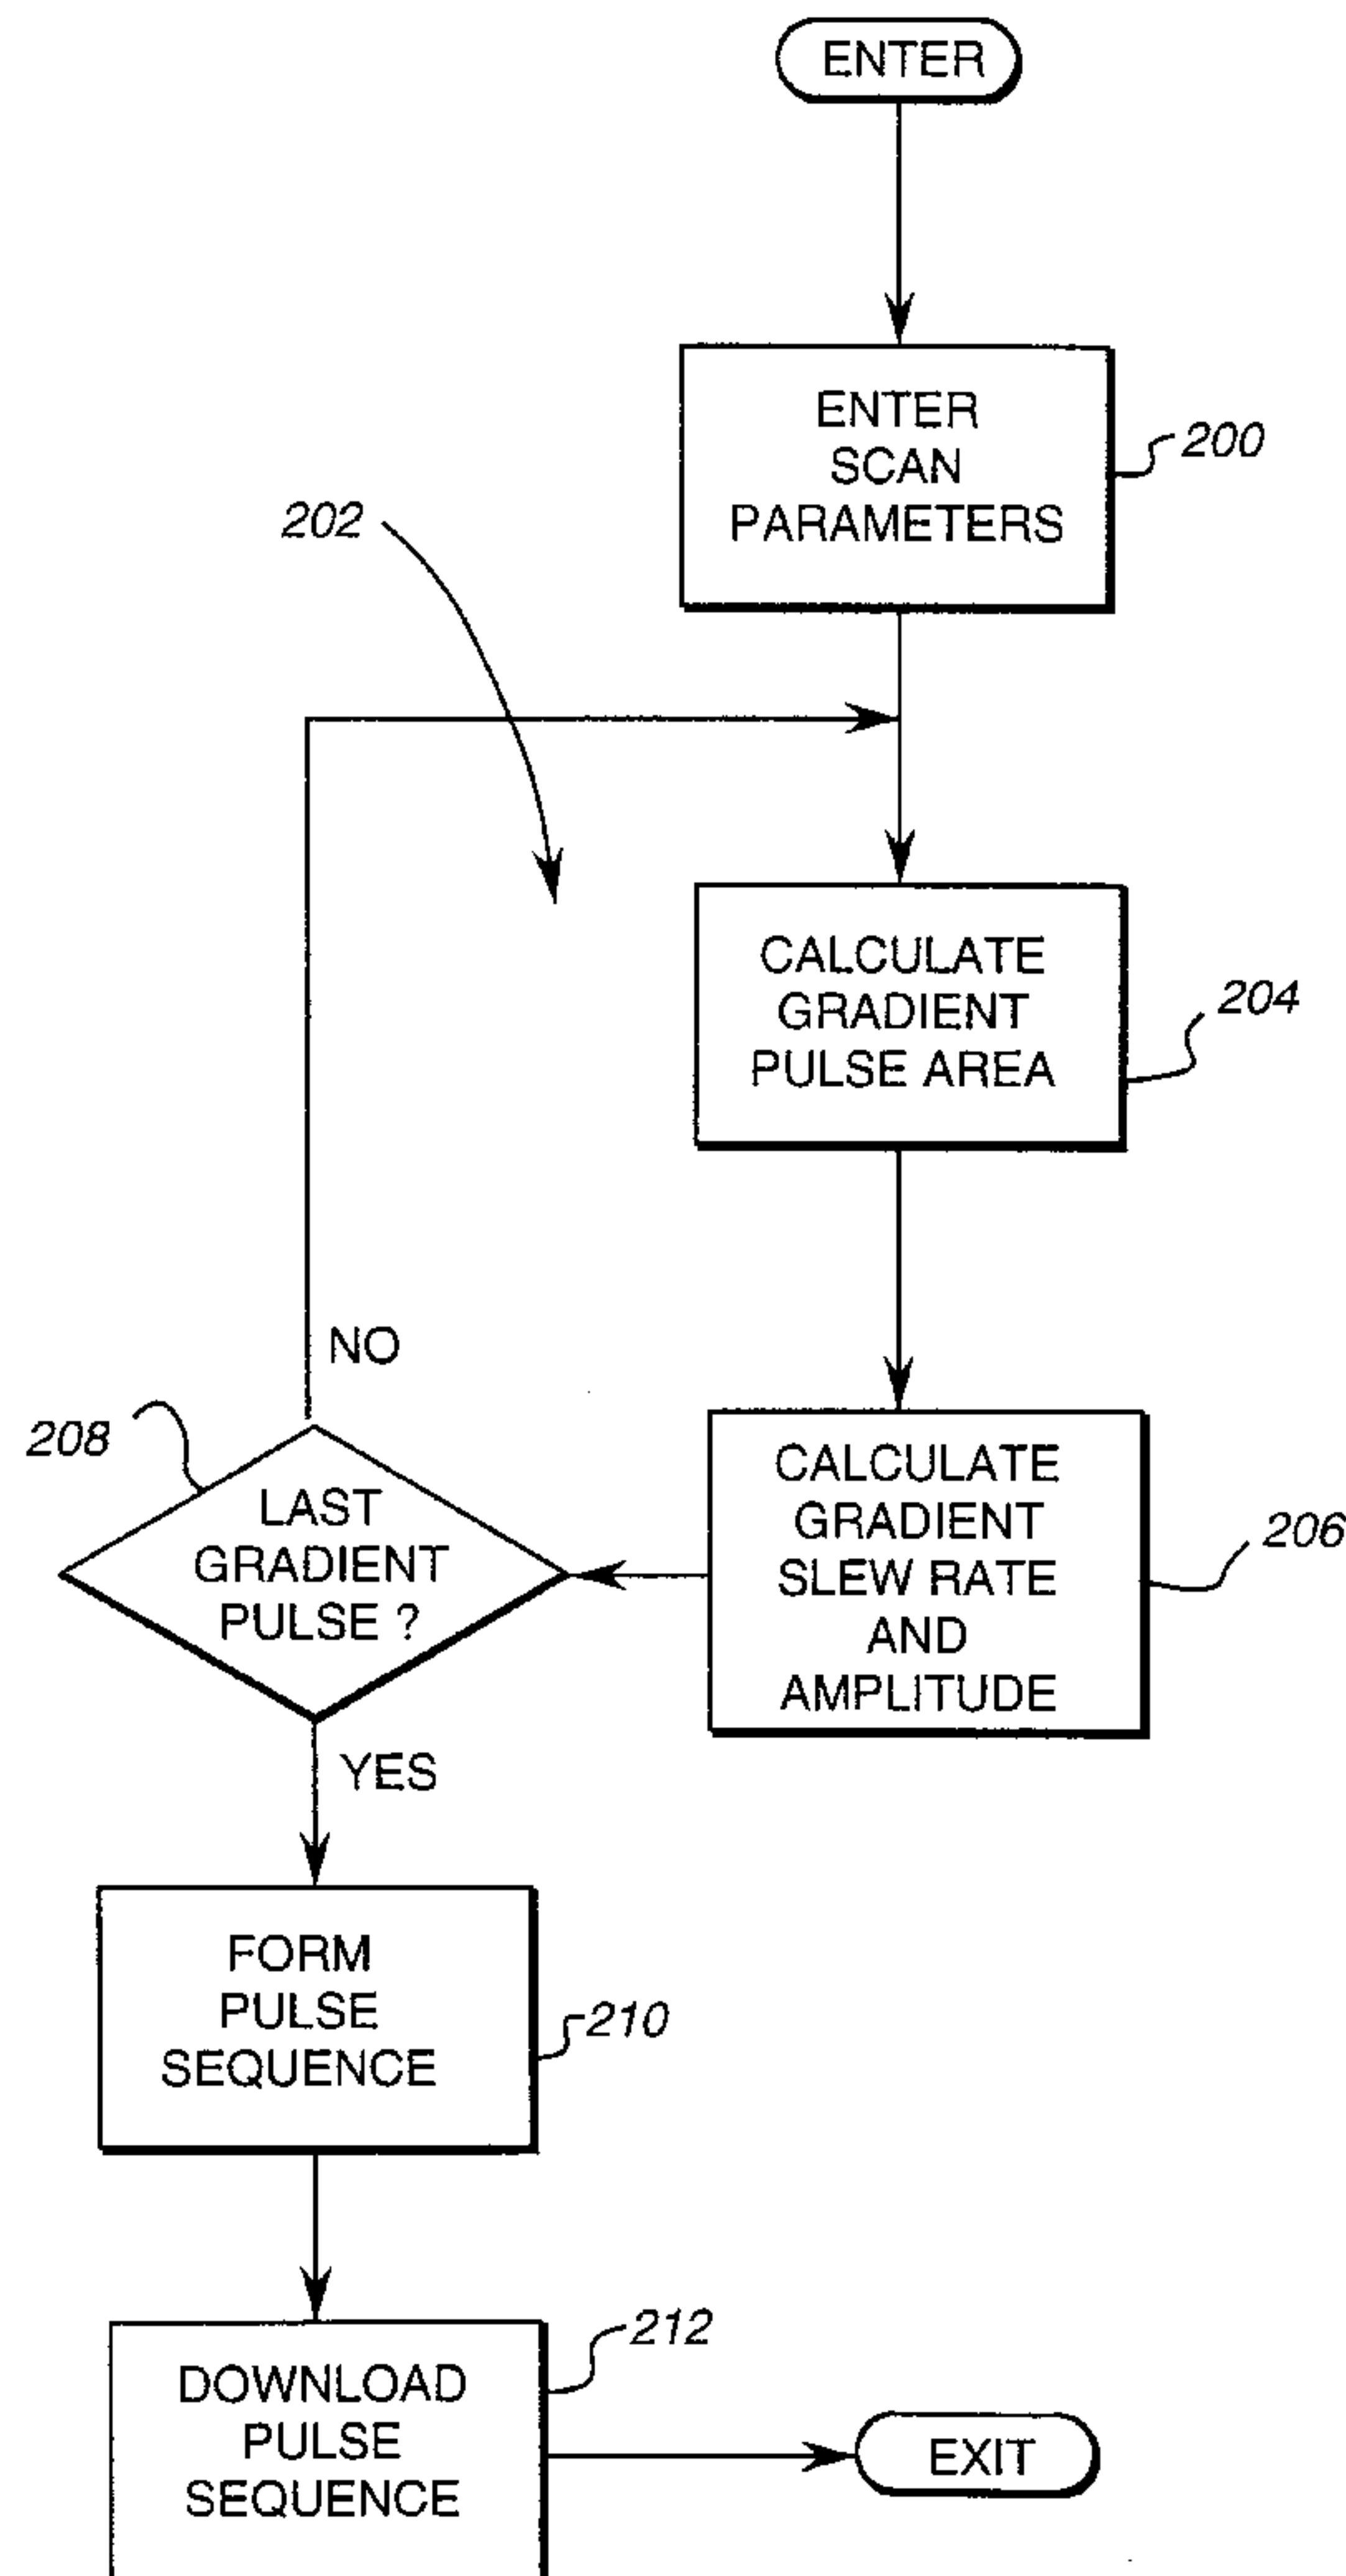 ENTER
ENTER
SCAN
PARAMETERS
200
202
CALCULATE
GRADIENT
PULSE AREA
204
NO
208
LAST
GRADIENT
PULSE ?
CALCULATE
GRADIENT
SLEW RATE
AND
AMPLITUDE
206
YES
FORM
PULSE
SEQUENCE
210
212
DOWNLOAD
PULSE
SEQUENCE
EXIT